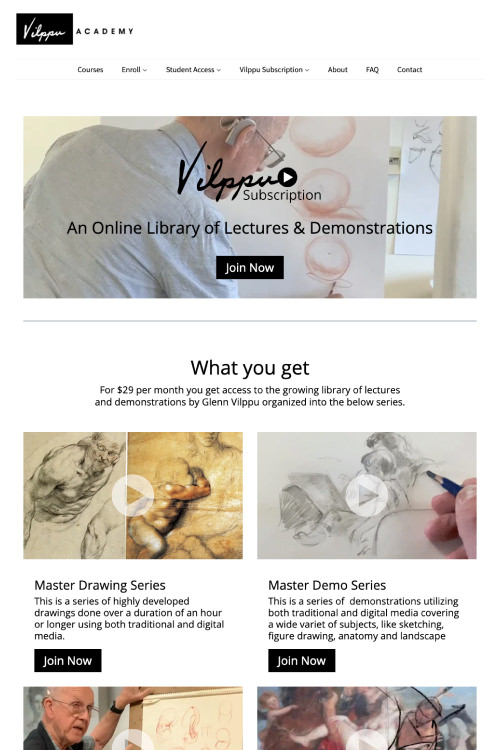 Vilppu ACADEMY
Courses Enroll Student Access Vilppu Subscription About FAQ Contact
Vilppu
Subscription
An Online Library of Lectures & Demonstrations
Join Now
What you get
For $29 per month you get access to the growing library of lectures
and demonstrations by Glenn Vilppu organized into the below series.
Master Drawing Series
This is a series of highly developed
drawings done over a duration of an hour
or longer using both traditional and digital
media.
Join Now
Master Demo Series
This is a series of demonstrations utilizing
both traditional and digital media covering
a wide variet of subjects, like sketching,
figure drawing, anatomy and landscape
Join Now